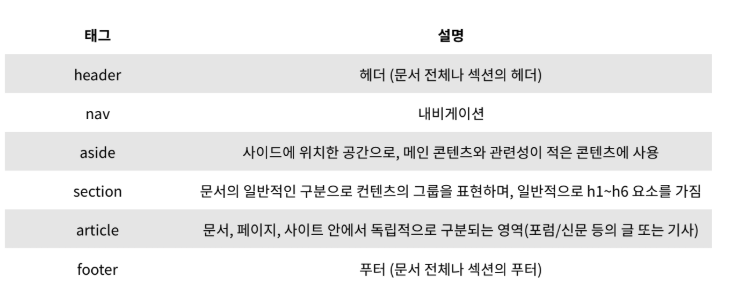 태그 설명
header 헤더 (문서 전체나 섹션의 헤더)
nav 내비게이션
aside 사이드에 위치한 공간으로, 메인 콘텐츠와 관련성이 적은 콘텐츠에 사용
section 문서의 일반적인 구분으로 컨텐츠의 그룹을 표현하며, 일반적으로 h1~h6 요소를 가짐
article 문서, 페이지, 사이트 안에서 독립적으로 구분되는 영역(포럼/신문 등의 글 또는 기사)
footer 푸터 (문서 전체나 섹션의 푸터)